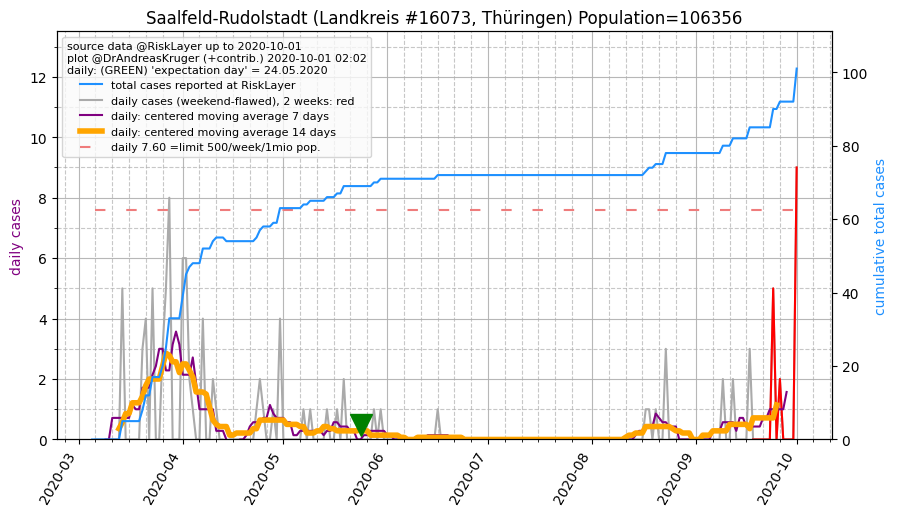 Saalfeld-Rudolstadt (Landkreis #16073, Thüringen) Population=106356
source data @RiskLayer up to 2020-10-01
plot @DrAndreasKruger (+contrib.) 2020-10-01 02:02
daily: (GREEN) 'expectation day' = 24.05.2020
total cases reported at RiskLayer
daily cases (weekend-flawed), 2 weeks: red
daily: centered moving average 7 days
daily: centered moving average 14 days
daily 7.60 =limit 500/week/1mio pop.
daily cases
12
10
8
6
4
2
0
cumulative total cases
100
80
60
40
20
0
2020-03
2020-04
2020-05
2020-06
2020-07
2020-08
2020-09
2020-10